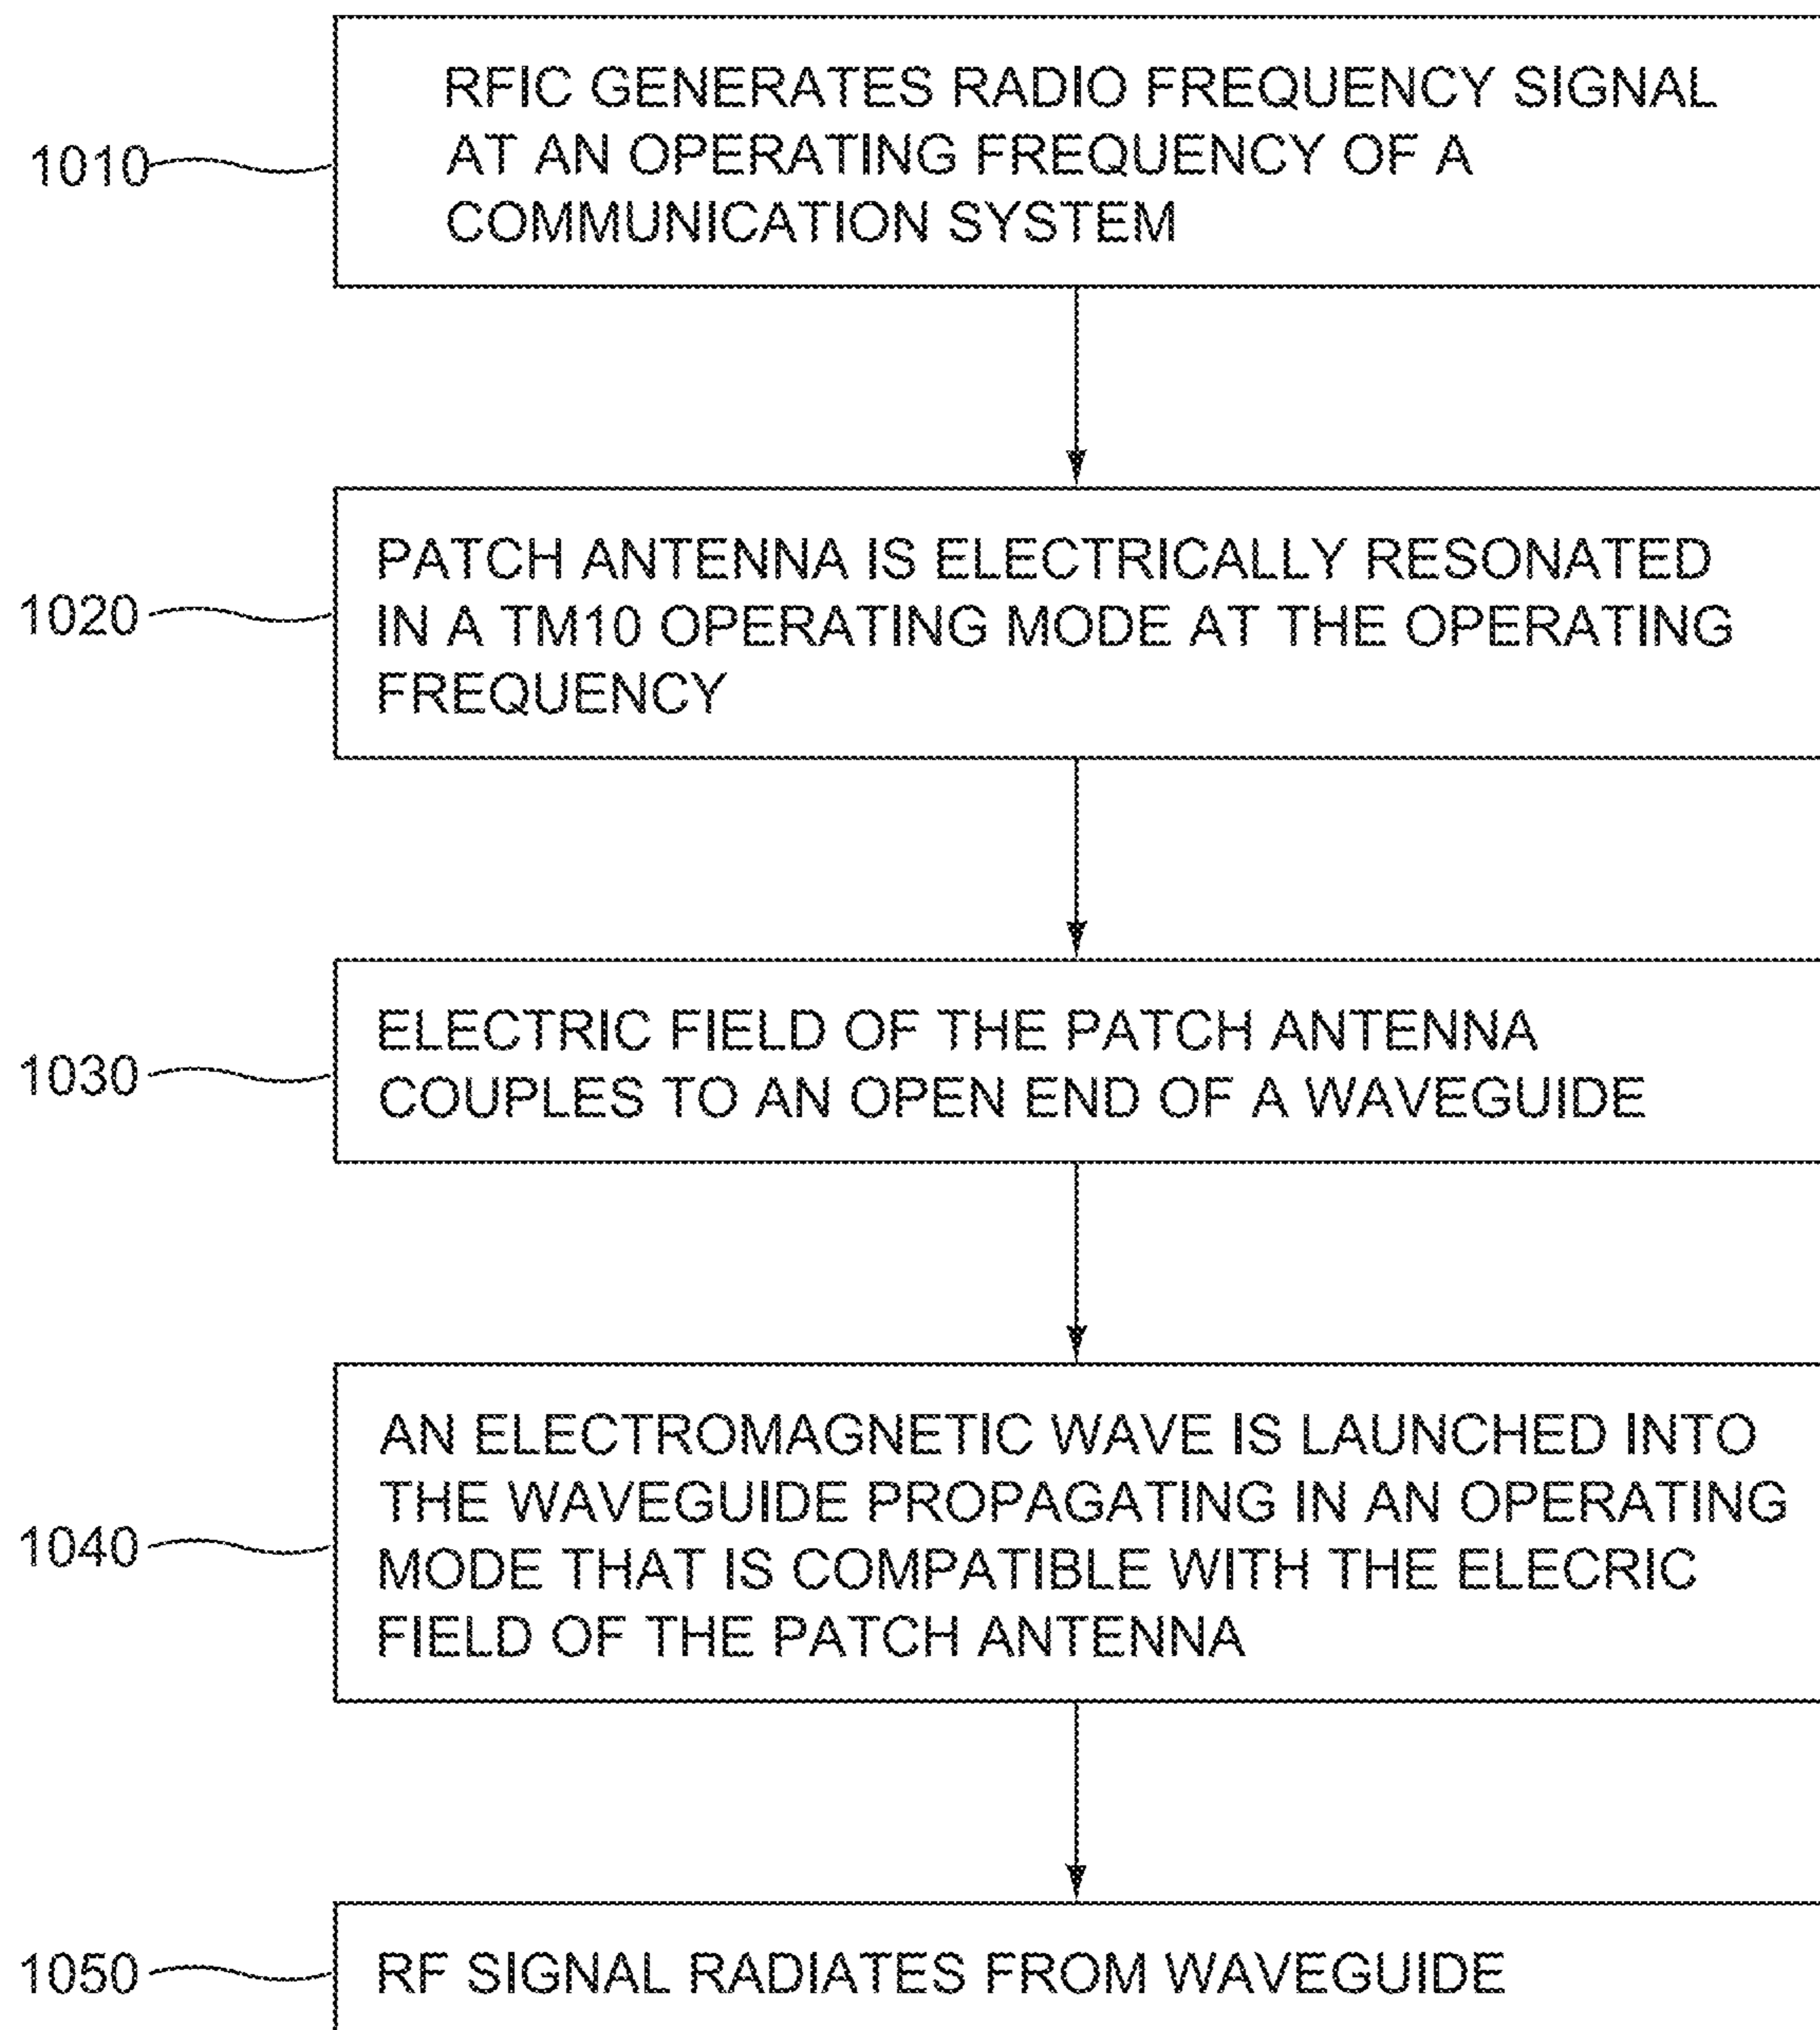 RFIC GENERATES RADIO FREQUENCY SIGNAL
AT AN OPERATING FREQUENCY OF A
COMMUNICATION SYSTEM
1010
PATCH ANTENNA IS ELECTRICALLY RESONATED
IN A TM10 OPERATING MODE AT THE OPERATING
FREQUENCY
1020
ELECTRIC FIELD OF THE PATCH ANTENNA
COUPLES TO AN OPEN END OF A WAVEGUIDE
1030
AN ELECTROMAGNETIC WAVE IS LAUNCHED INTO
THE WAVEGUIDE PROPAGATING IN AN OPERATING
MODE THAT IS COMPATIBLE WITH THE ELECRIC
FIELD OF THE PATCH ANTENNA
1040
RF SIGNAL RADIATES FROM WAVEGUIDE
1050